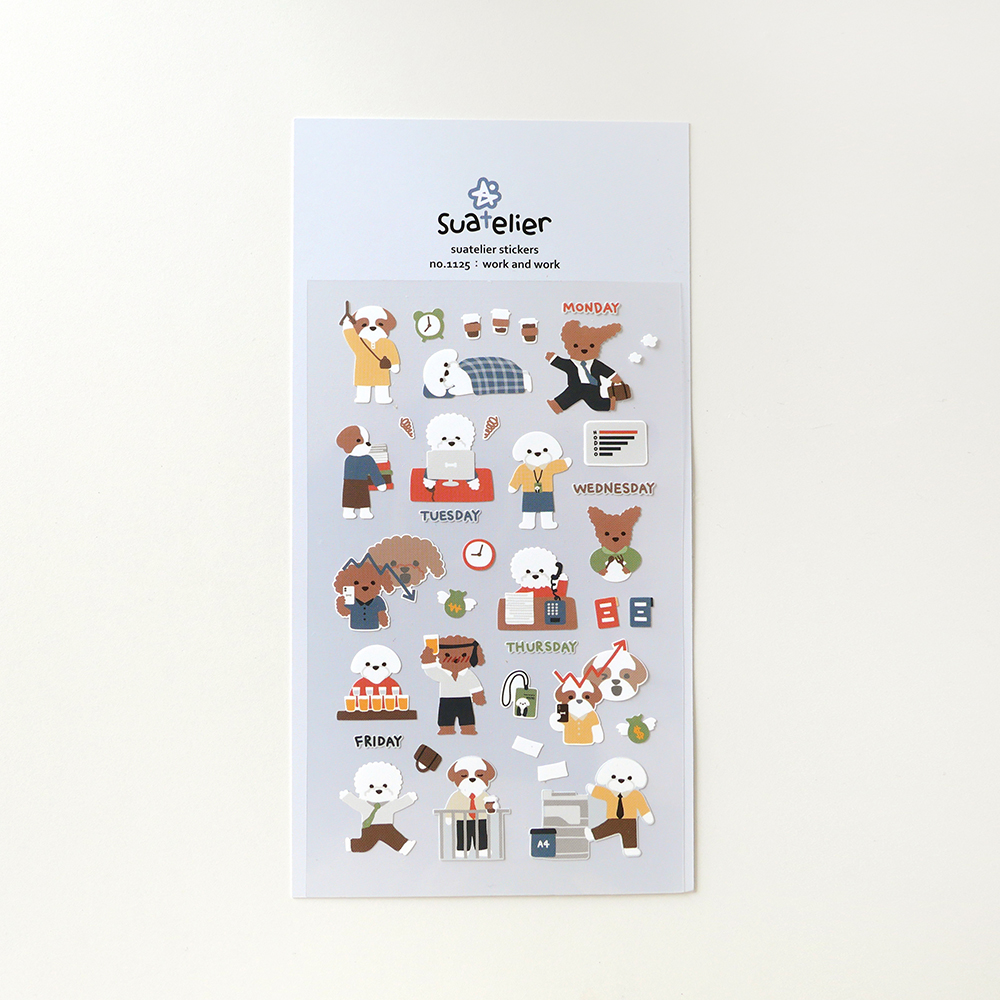 Suatelier
suatelier stickers
no.1125 : work and work
MONDAY
WEDNESDAY
TUESDAY
THURSDAY
FRIDAY
A4